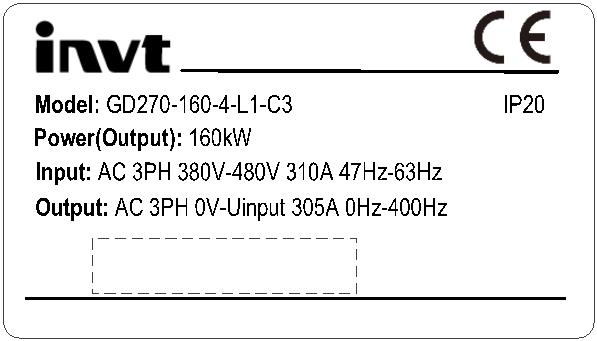 invt CE
Model: GD270-160-4-L1-C3 IP20
Power(Output): 160kW
Input: AC 3PH 380V-480V 310A 47Hz-63Hz
Output: AC 3PH 0V-Uinput 305A 0Hz-400Hz